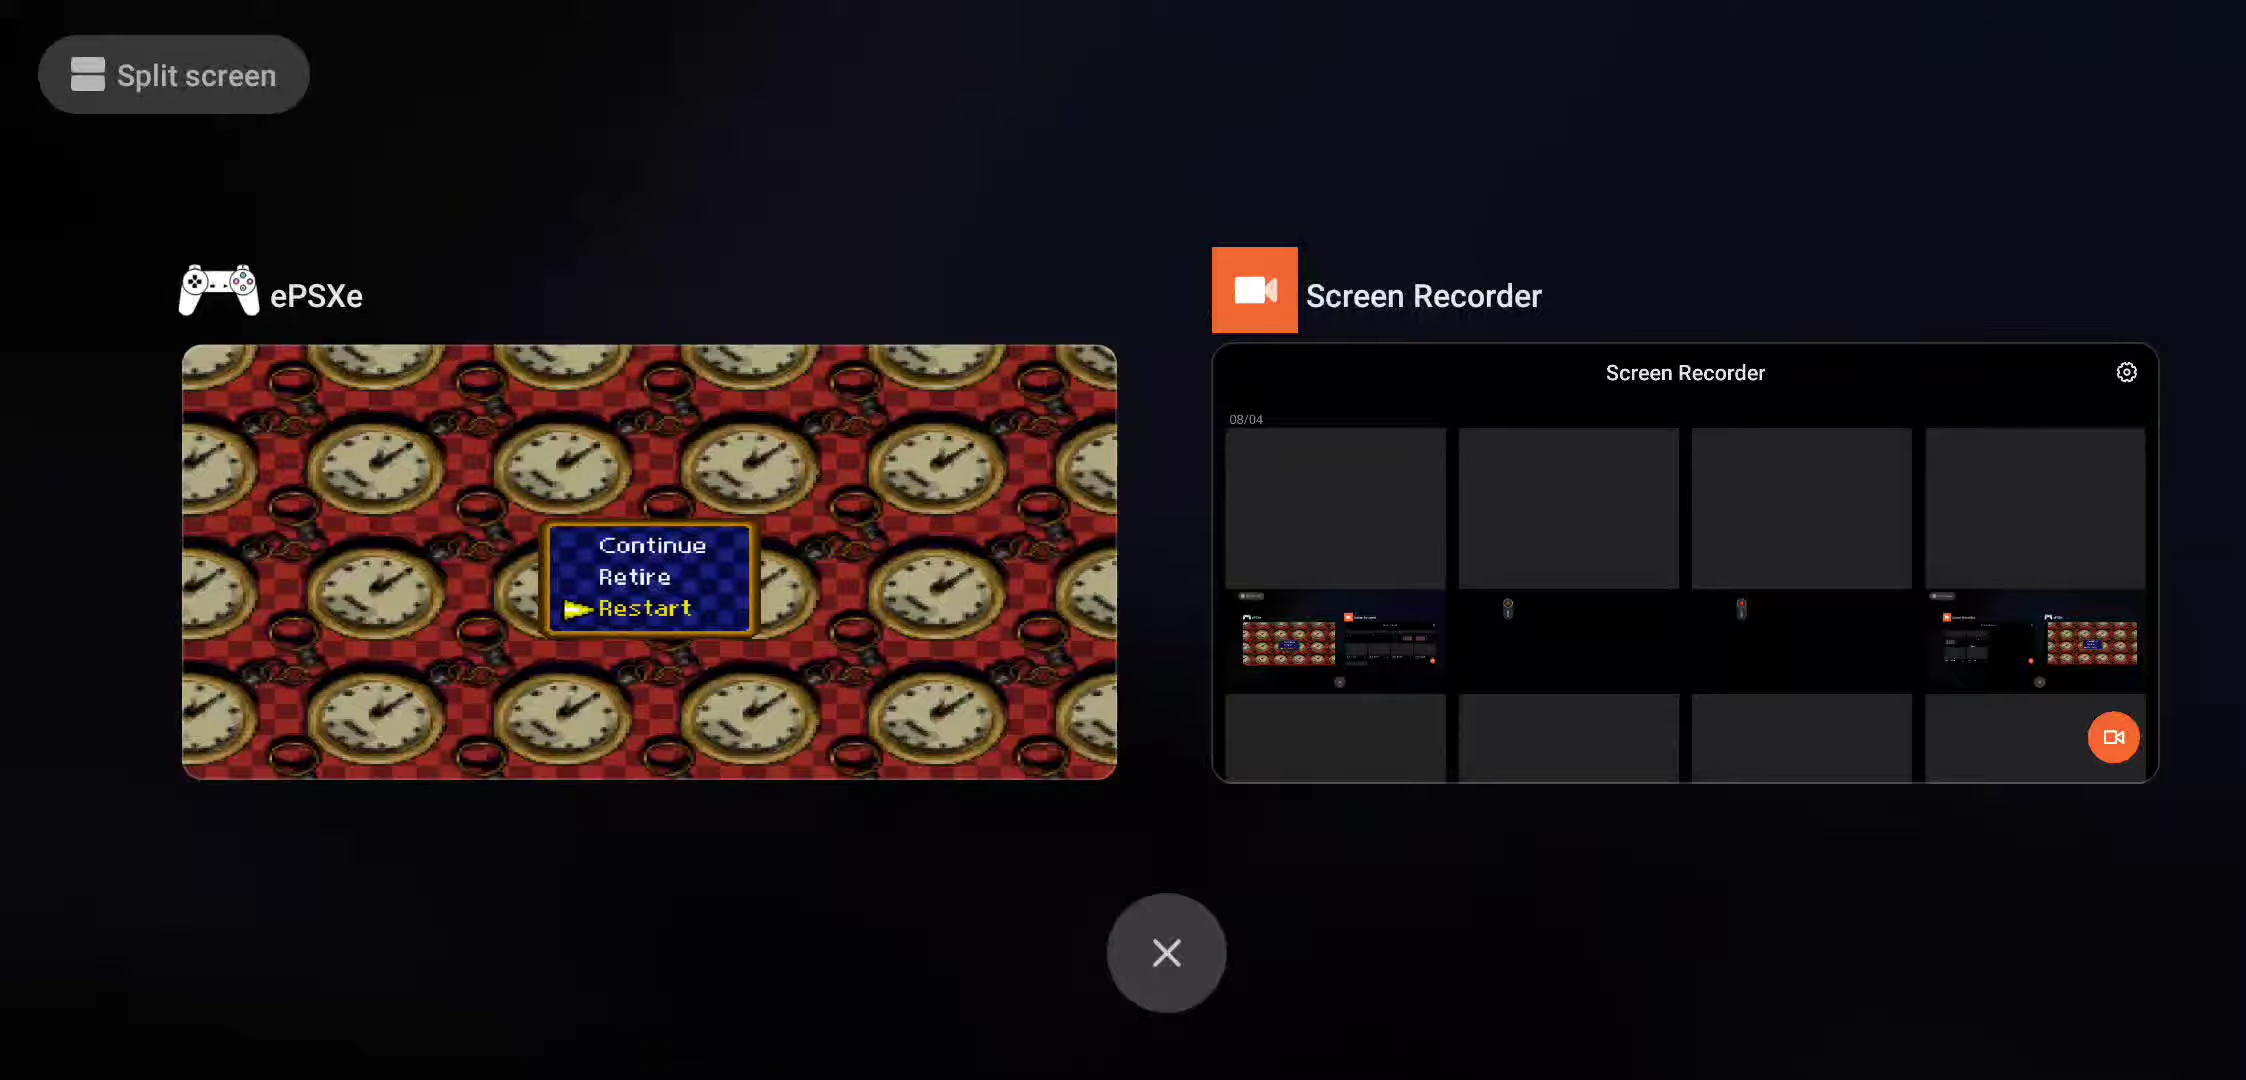 Split screen
ePSXe
Continue
Retire
Restart
Screen Recorder
Screen Recorder
08/04